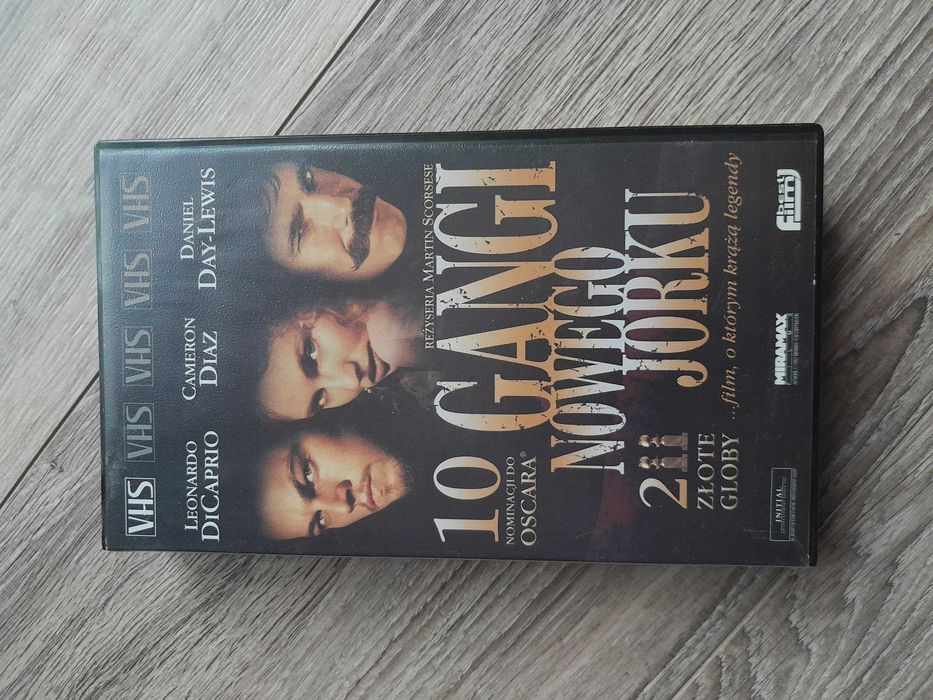 VHS VHS VHS VHS VHS
LEONARDO
DICAPRIO
CAMERON
DIAZ
DANIEL
DAY-LEWIS
REŻYSERIA MARTIN SCORSESE
10
NOMINACJI DO
OSCARA®
GANGI
NOWEGO
JORKU
2
ZŁOTE
GLOBY
...film, o którym krążą legendy
INITIAL
MIRAMAX
best
film